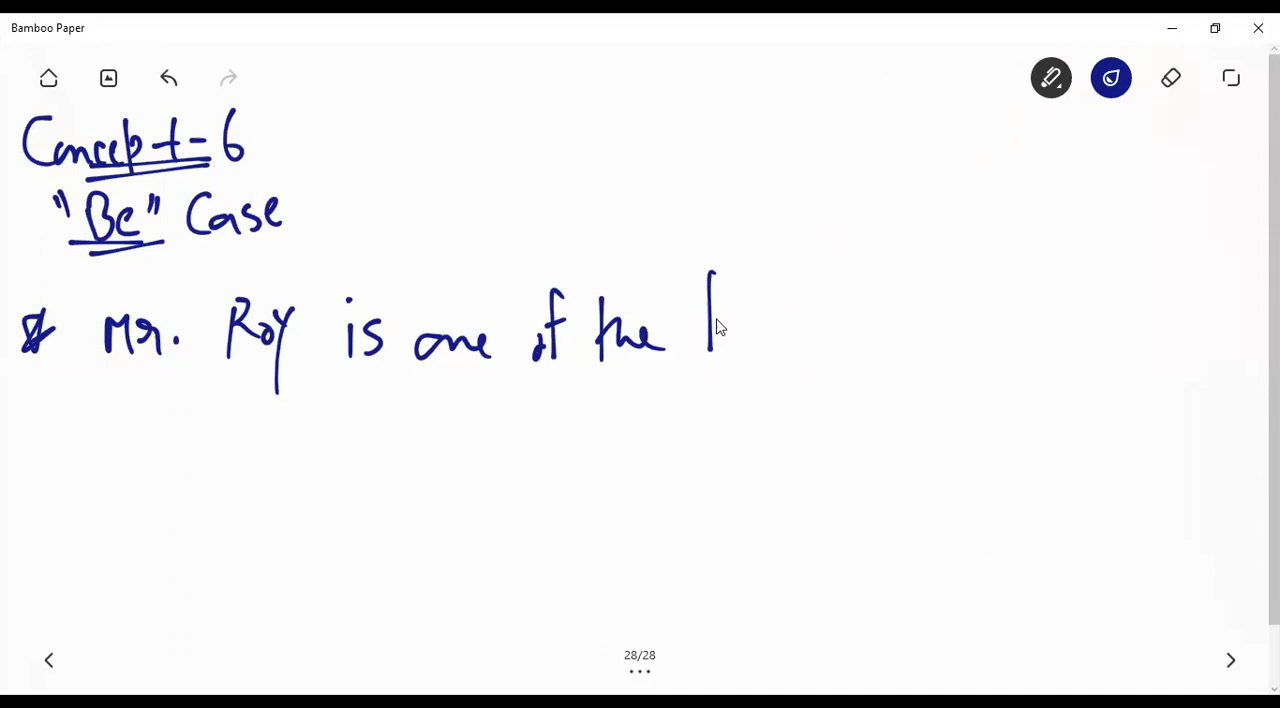 Bamboo Paper
Concept-6
"Be" Case
Mr. Roy is one of the
28/28